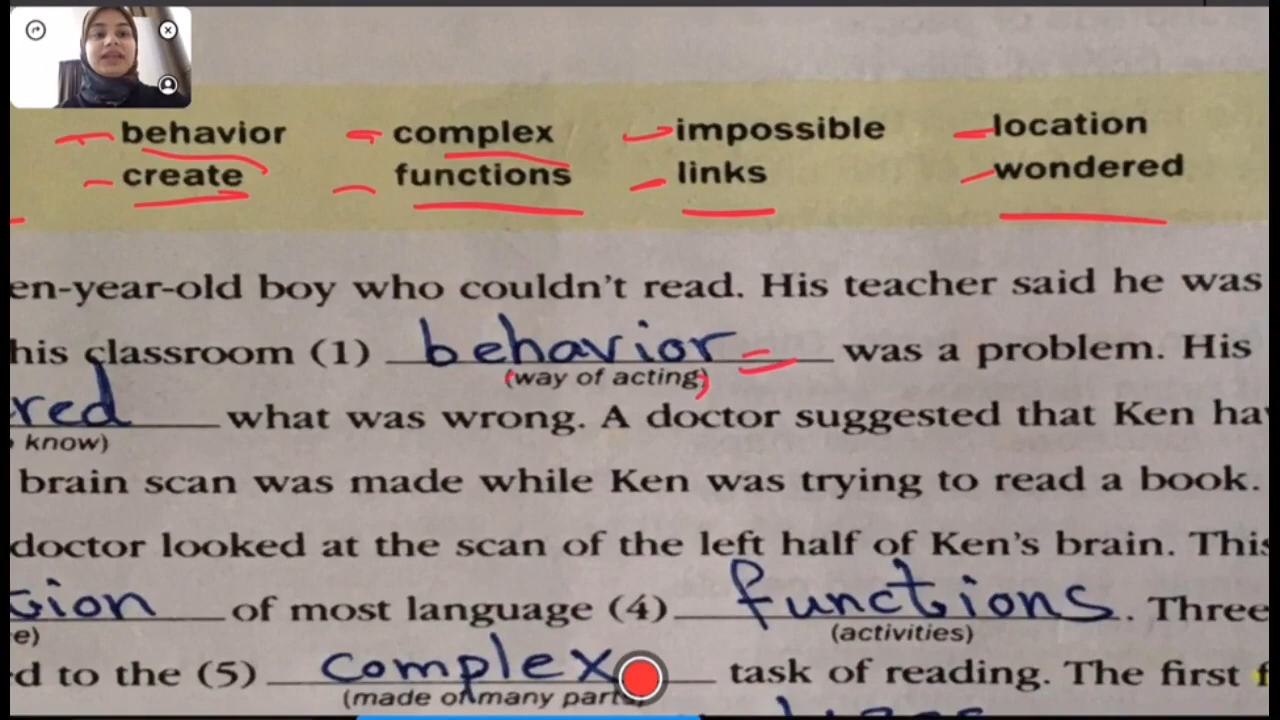 behavior complex impossible location
create functions links wondered
en-year-old boy who couldn't read. His teacher said he was
his classroom (1) behavior was a problem. His
(way of acting)
red what was wrong. A doctor suggested that Ken ha
know)
brain scan was made while Ken was trying to read a book.
doctor looked at the scan of the left half of Ken's brain. This
tion of most language (4) functions. Three
e) (activities)
d to the (5) complex task of reading. The first f
(made of many parts